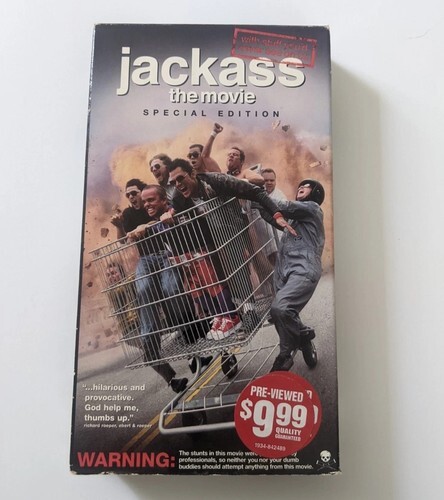 jackass
the movie
SPECIAL EDITION
"...hilarious and
provocative.
God help me,
thumbs up."
richard roeper, ebert & roeper
PRE-VIEWED
$9.99
QUALITY
GUARANTEED
1034-642489
WARNING:
The stunts in this movie were
professionals, so neither you nor your dumb
buddies should attempt anything from this movie.